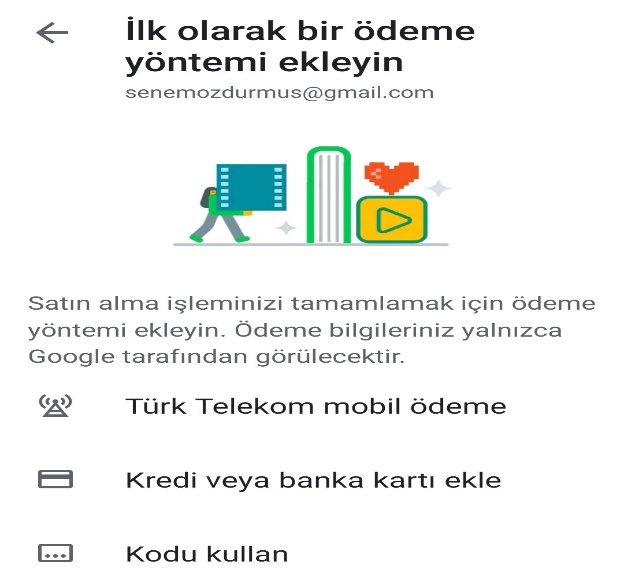 İlk olarak bir ödeme
yöntemi ekleyin
senemozdurmus@gmail.com
Satın alma işleminizi tamamlamak için ödeme
yöntemi ekleyin. Ödeme bilgileriniz yalnızca
Google tarafından görülecektir.
Türk Telekom mobil ödeme
Kredi veya banka kartı ekle
Kodu kullan